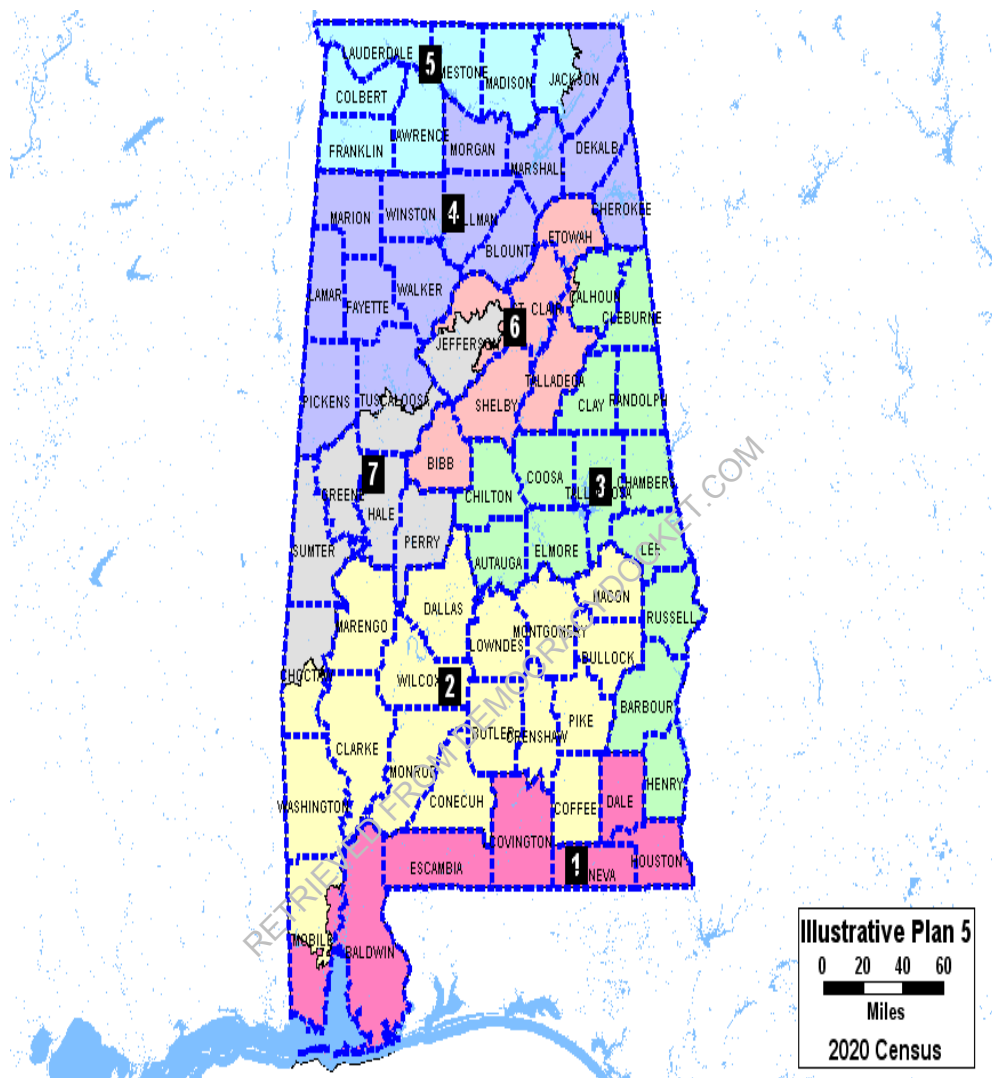 LAUDERDALE
5
MESTONE
MADISON
JACKSON
COLBERT
LAWRENCE
FRANKLIN
MORGAN
DEKALB
MARSHAL
MARION
WINSTON
4
LLMAN
CHEROKEE
ETOWAH
BLOUNT
LAMAR
FAYETTE
WALKER
CALHOUN
T. CLAIR
CLEBURNE
6
JEFFERSON
TALLADEGA
PICKENS
TUSCALOOSA
SHELBY
CLAY
RANDOLPH
BIBB
7
GREENE
CHILTON
COOSA
3
CHAMBERS
HALE
PERRY
SUMTER
AUTAUGA
ELMORE
LEE
MACON
DALLAS
MARENGO
RUSSELL
MONTGOMERY
LOWNDES
BULLOCK
CHOCTAW
WILCOX
2
BARBOUR
PIKE
BUTLER
CRENSHAW
CLARKE
MONROE
HENRY
WASHINGTON
CONECUH
COFFEE
DALE
COVINGTON
ESCAMBIA
1
NEVA
HOUSTON
MOBILE
BALDWIN
RETRIEVED FROM DEMOCRACYDOCKET.COM
Illustrative Plan 5
0 20 40 60
Miles
2020 Census